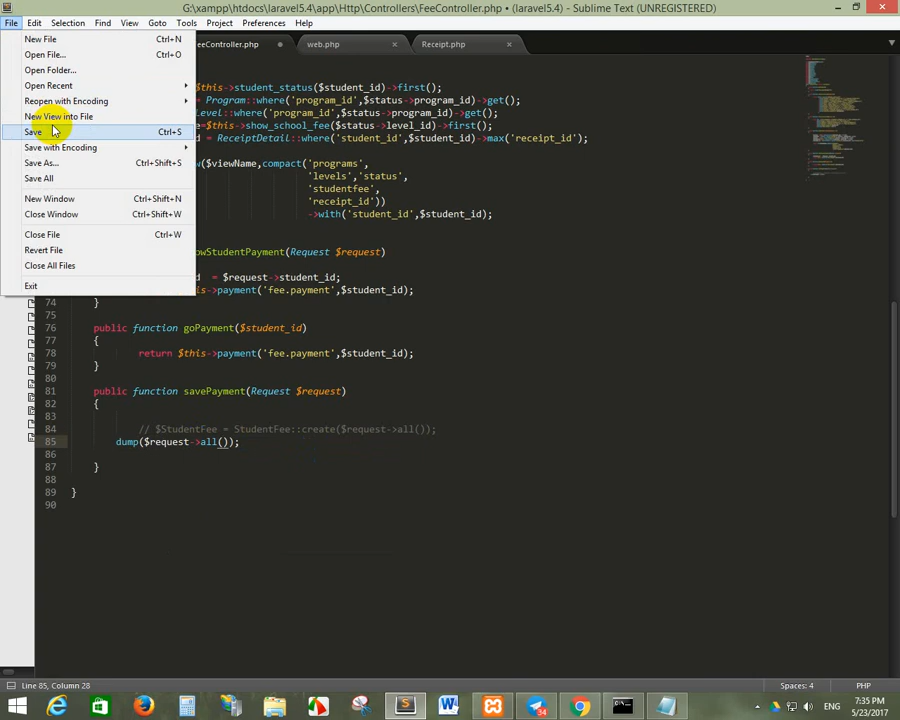 G:\xampp\htdocs\laravel5.4\app\Http\Controllers\FeeController.php • (laravel5.4) - Sublime Text (UNREGISTERED)
File Edit Selection Find View Goto Tools Project Preferences Help
eeController.php web.php Receipt.php
New File Ctrl+N
Open File... Ctrl+O
Open Folder...
Open Recent
Reopen with Encoding
New View into File
Save Ctrl+S
Save with Encoding
Save As... Ctrl+Shift+S
Save All
New Window Ctrl+Shift+N
Close Window Ctrl+Shift+W
Close File Ctrl+W
Revert File
Close All Files
Exit
his->student_status($student_id)->first();
= Program::where('program_id',$status->program_id)->get();
Level::where('program_id',$status->program_id)->get();
e=$this->show_school_fee($status->level_id)->first();
d = ReceiptDetail::where('student_id',$student_id)->max('receipt_id');
w($viewName,compact('programs',
'levels','status',
'studentfee',
'receipt_id'))
->with('student_id',$student_id);
owStudentPayment(Request $request)
d = $request->student_id;
his->payment('fee.payment',$student_id);
74 }
75
76 public function goPayment($student_id)
77 {
78 return $this->payment('fee.payment',$student_id);
79 }
80
81 public function savePayment(Request $request)
82 {
83
84 // $StudentFee = StudentFee::create($request->all());
85 dump($request->all());
86
87 }
88
89 }
90
Line 85, Column 28 Spaces: 4 PHP
34
ENG
7:35 PM
5/23/2017